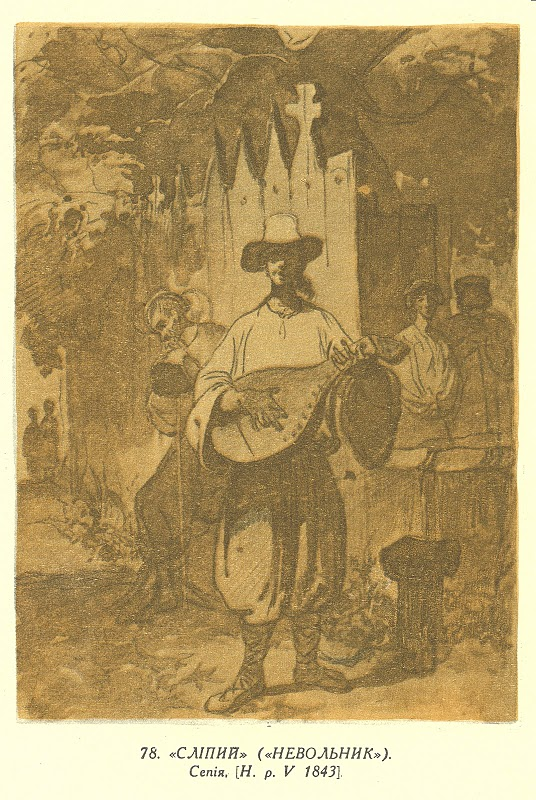 78. «СЛІПИЙ» («НЕВОЛЬНИК»).
Сепія, [Н. р. V 1843].